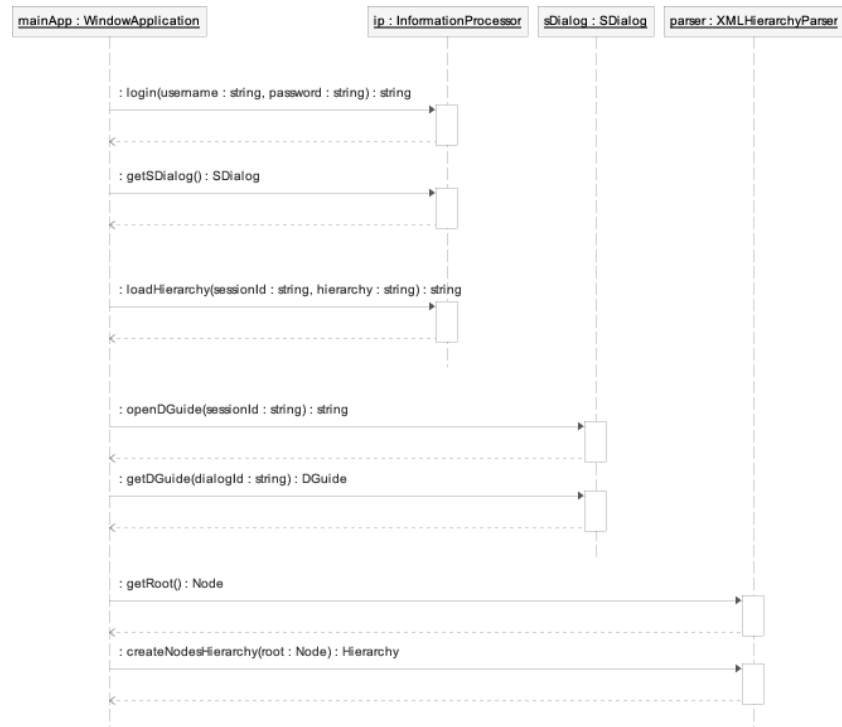 mainApp : WindowApplication
ip : InformationProcessor
sDialog : SDialog
parser : XMLHierarchyParser
: login(username : string, password : string) : string
: getSDialog() : SDialog
: loadHierarchy(sessionId : string, hierarchy : string) : string
: openDGuide(sessionId : string) : string
: getDGuide(dialogId : string) : DGuide
: getRoot() : Node
: createNodesHierarchy(root : Node) : Hierarchy